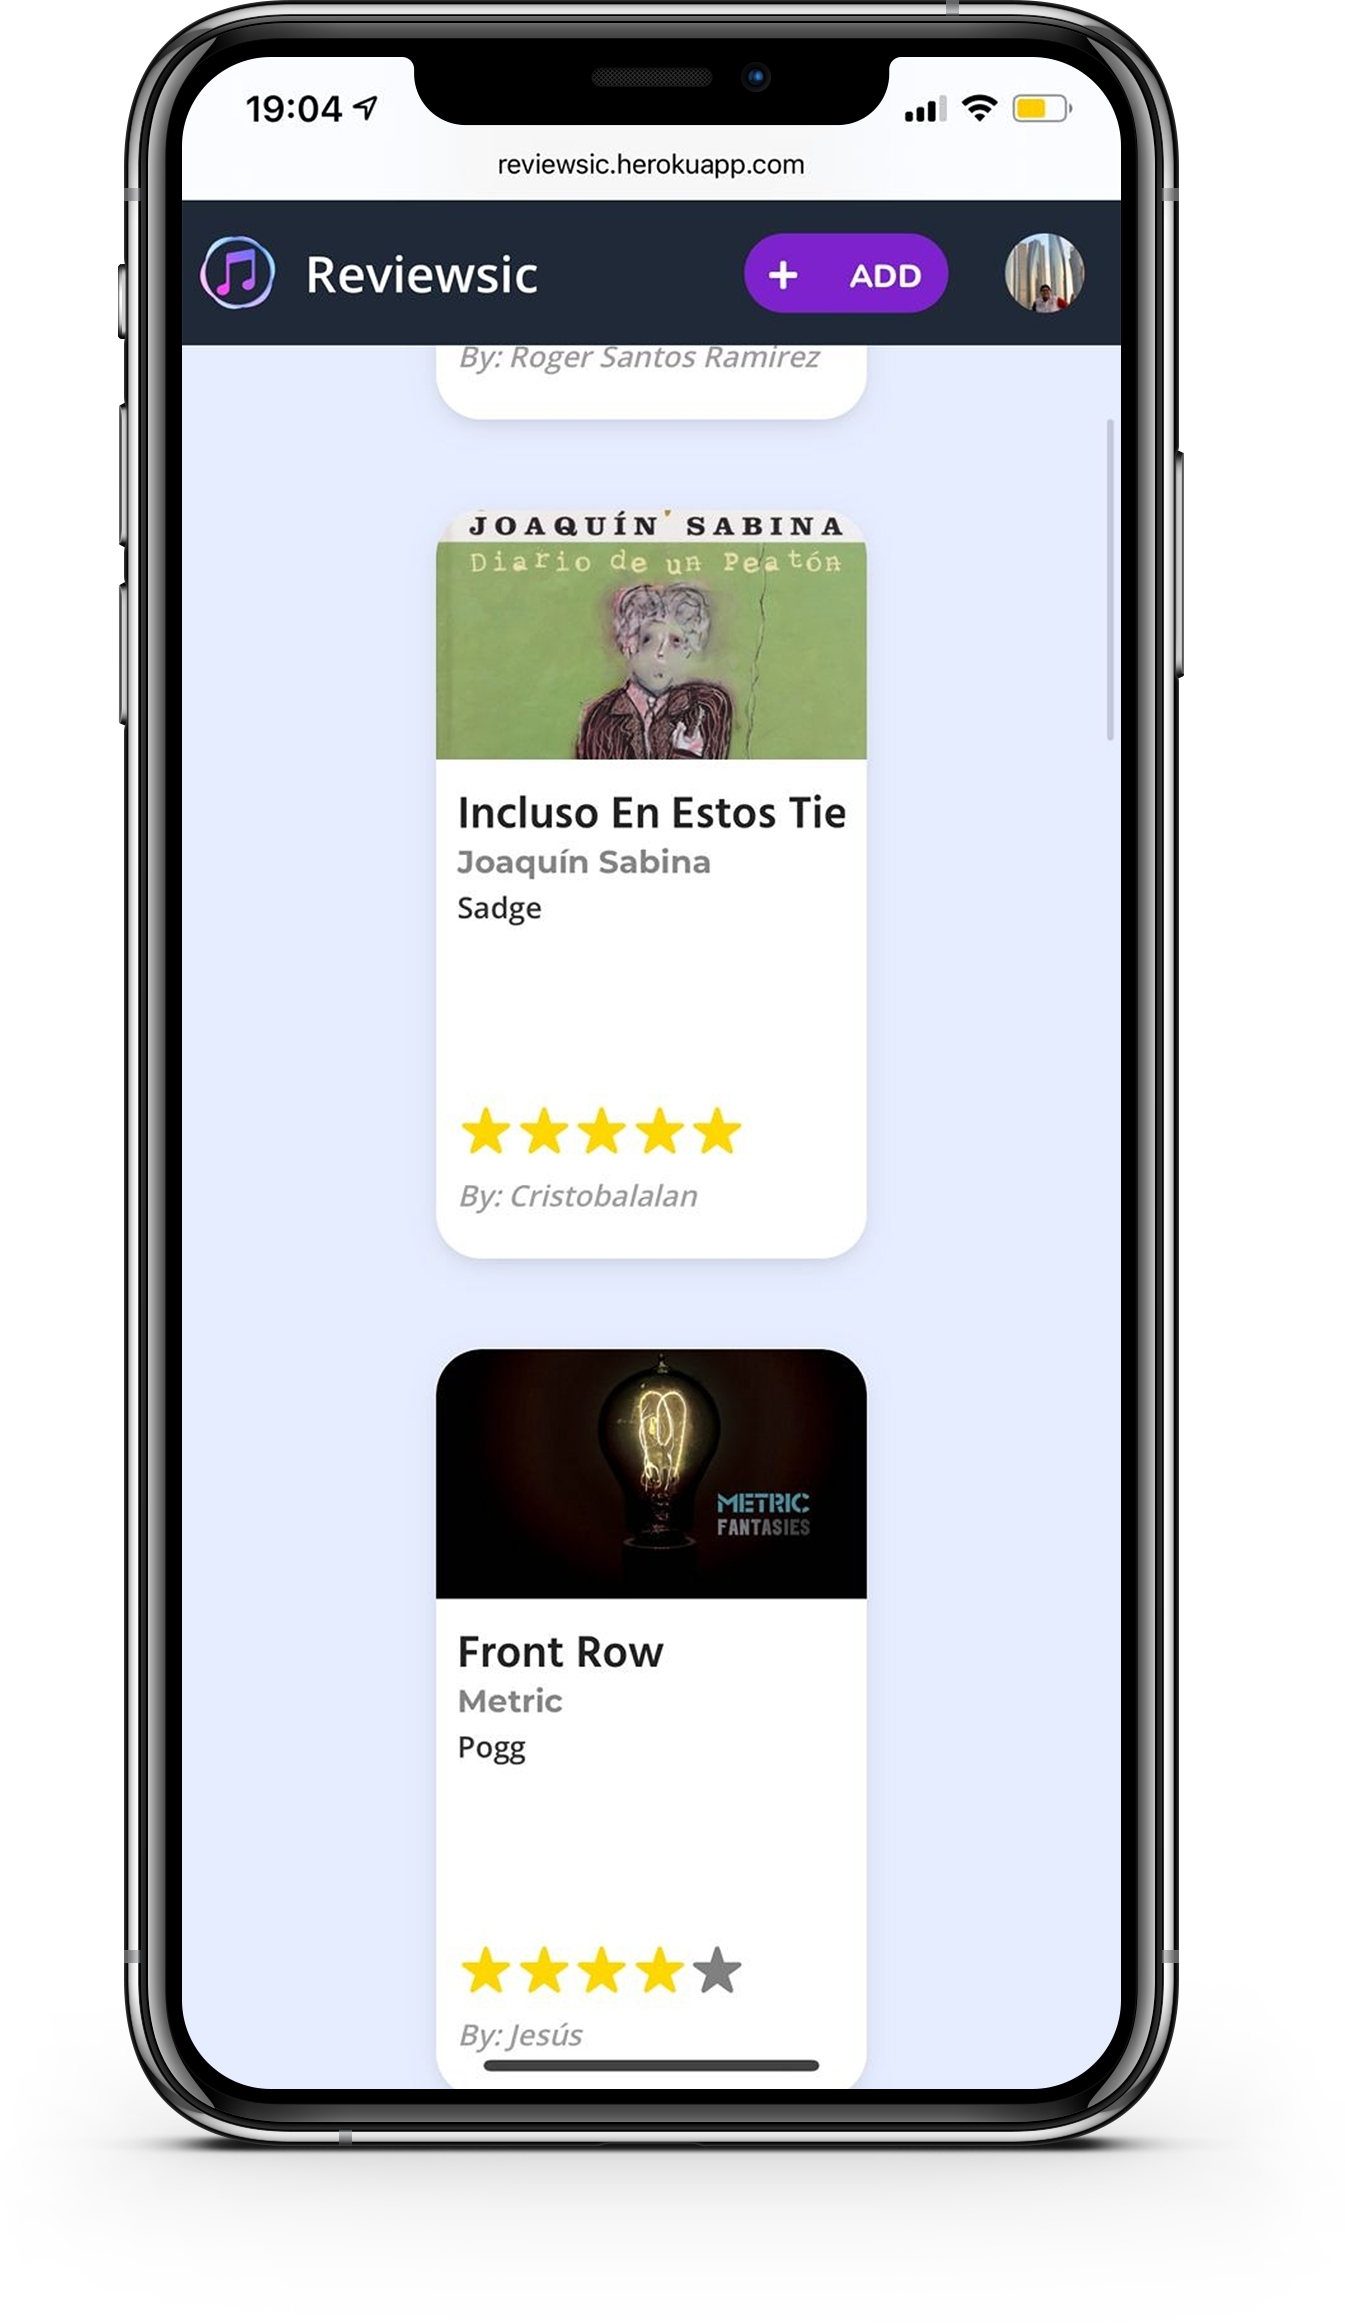 19:04
reviewsic.herokuapp.com
Reviewsic
+ ADD
By: Roger Santos Ramirez
JOAQUÍN SABINA
Diario de un Peatón
Incluso En Estos Tie
Joaquín Sabina
Sadge
By: Cristobalalan
METRIC
FANTASIES
Front Row
Metric
Pogg
By: Jesús